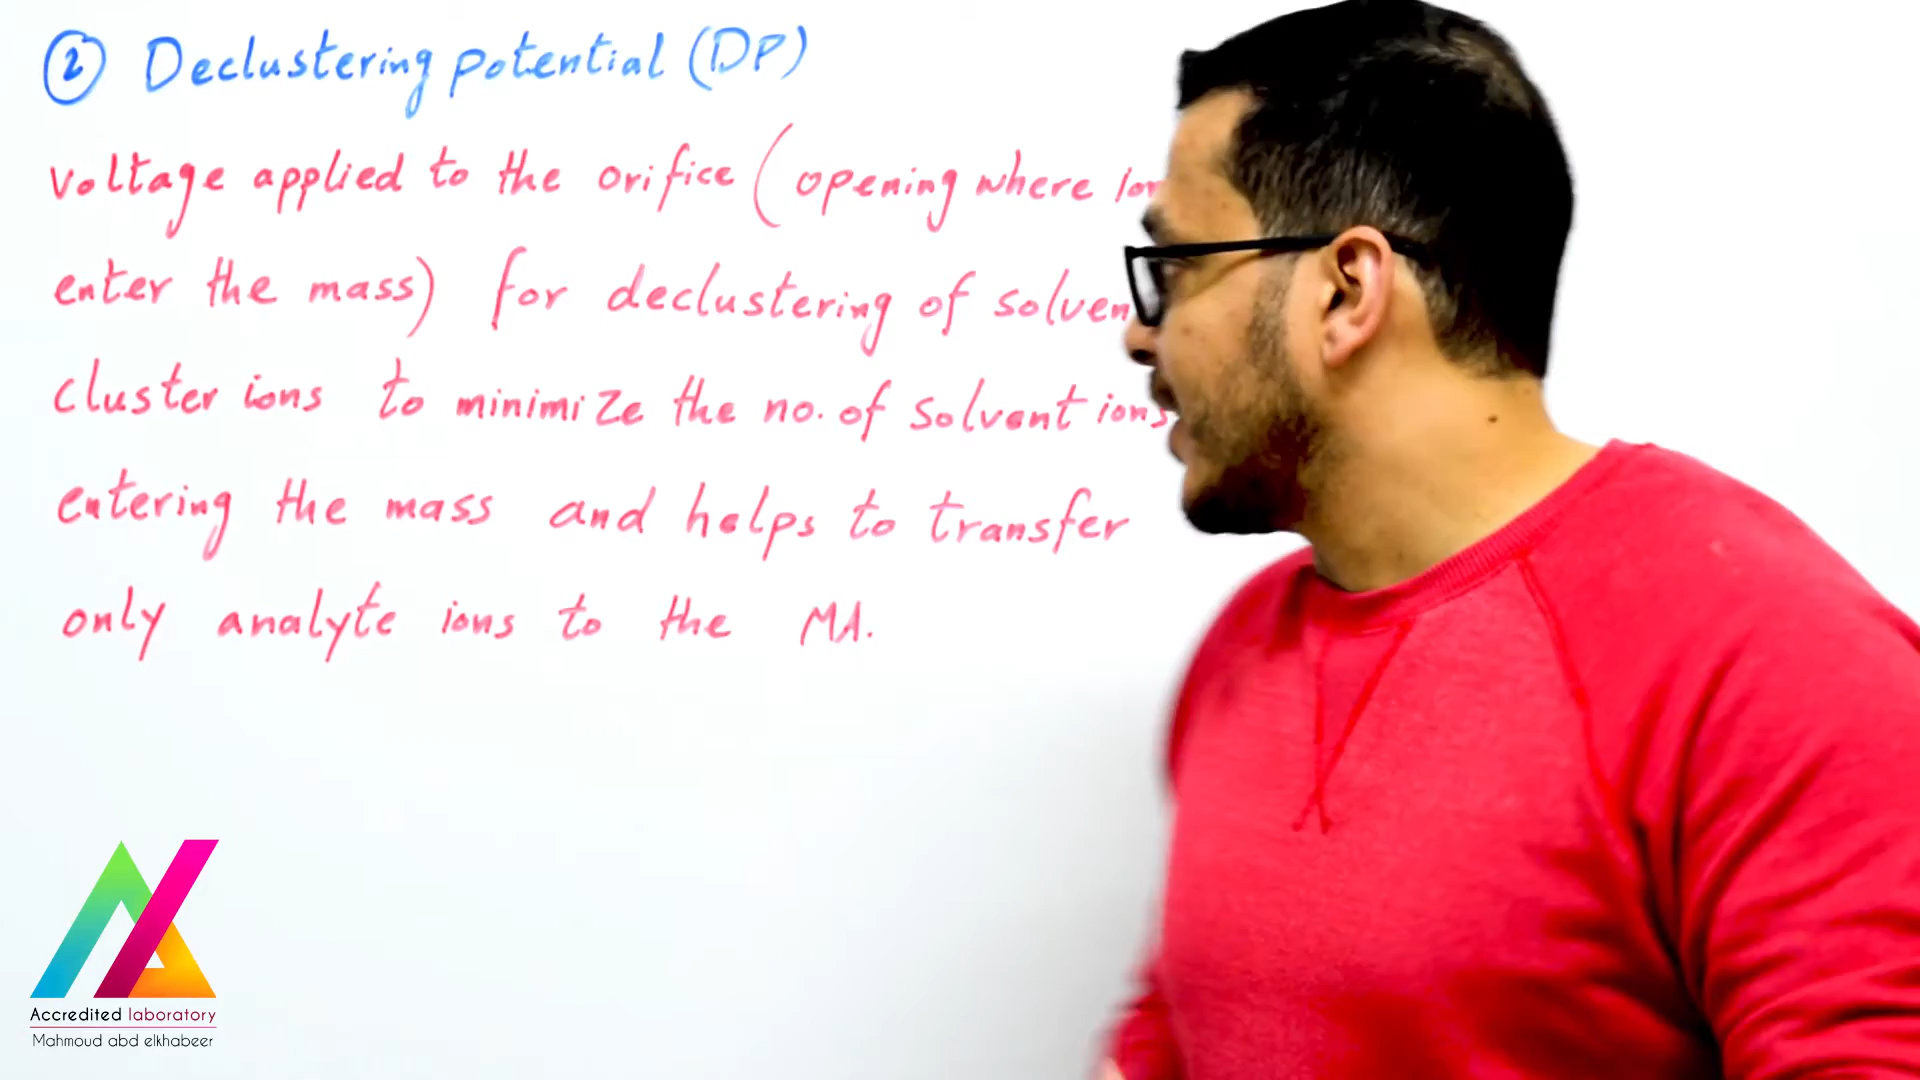 2 Declustering potential (DP)
voltage applied to the orifice (opening where
enter the mass) for declustering of
cluster ions to minimize the no. of solvent ions
entering the mass and helps to transfer
only analyte ions to the MA.
Accredited laboratory
Mahmoud abd elkhabeer